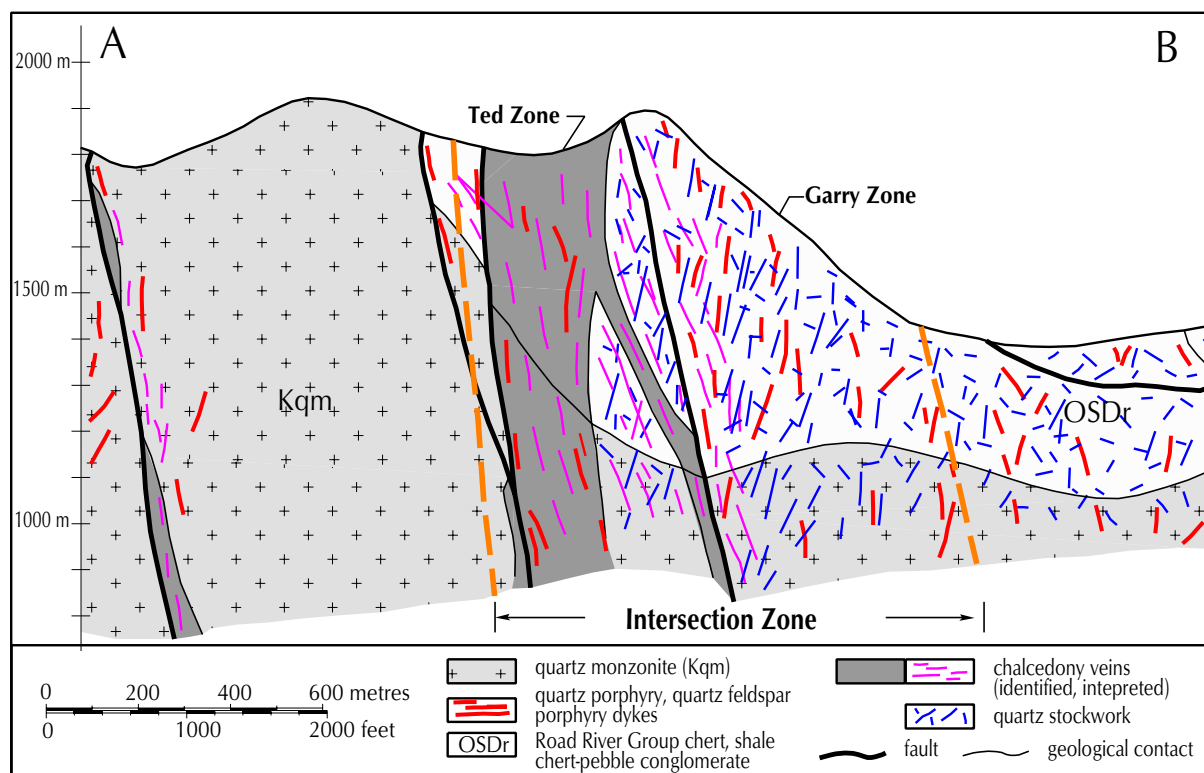 A
B
2000 m
Ted Zone
Garry Zone
1500 m
Kqm
OSDr
1000 m
Intersection Zone
0 200 400 600 metres
0 1000 2000 feet
quartz monzonite (Kqm)
quartz porphyry, quartz feldspar
porphyry dykes
OSDr
Road River Group chert, shale
chert-pebble conglomerate
chalcedony veins
(identified, intepreted)
quartz stockwork
fault
geological contact